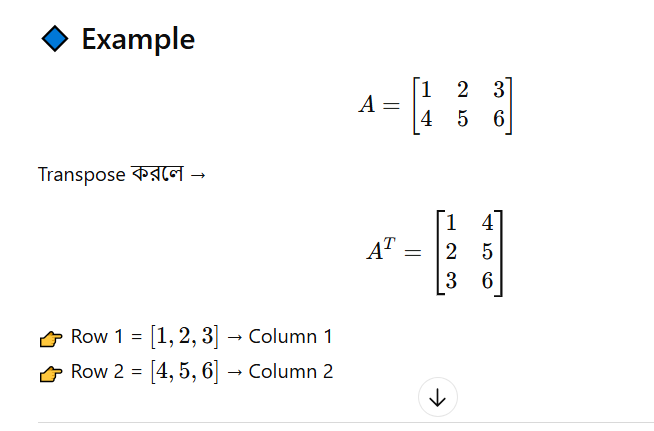 🔷 Example
A = [1 2 3
4 5 6]
Transpose করলে →
Aᵀ = [1 4
2 5
3 6]
👉 Row 1 = [1, 2, 3] → Column 1
👉 Row 2 = [4, 5, 6] → Column 2